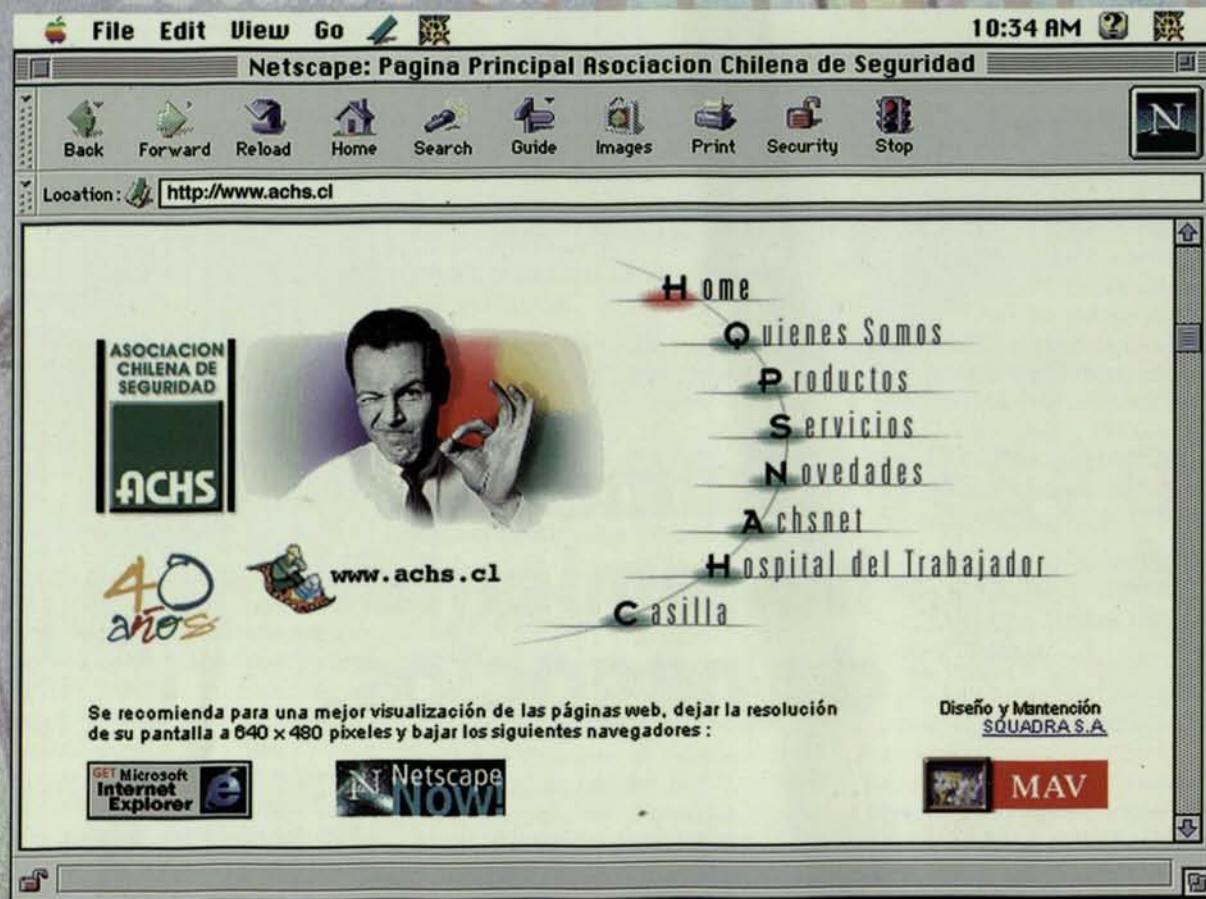 File Edit View Go 10:34 AM
Netscape: Pagina Principal Asociacion Chilena de Seguridad
Back Forward Reload Home Search Guide Images Print Security Stop
N
Location: http://www.achs.cl
ASOCIACION
CHILENA DE
SEGURIDAD
ACHS
40
años
www.achs.cl
Home
Quienes Somos
Productos
Servicios
Novedades
Achsnet
Hospital del Trabajador
Casilla
Se recomienda para una mejor visualización de las páginas web, dejar la resolución
de su pantalla a 640 x 480 pixeles y bajar los siguientes navegadores :
Diseño y Mantención
SQUADRA S.A.
GET Microsoft
Internet
Explorer
N Netscape
NOW!
MAV